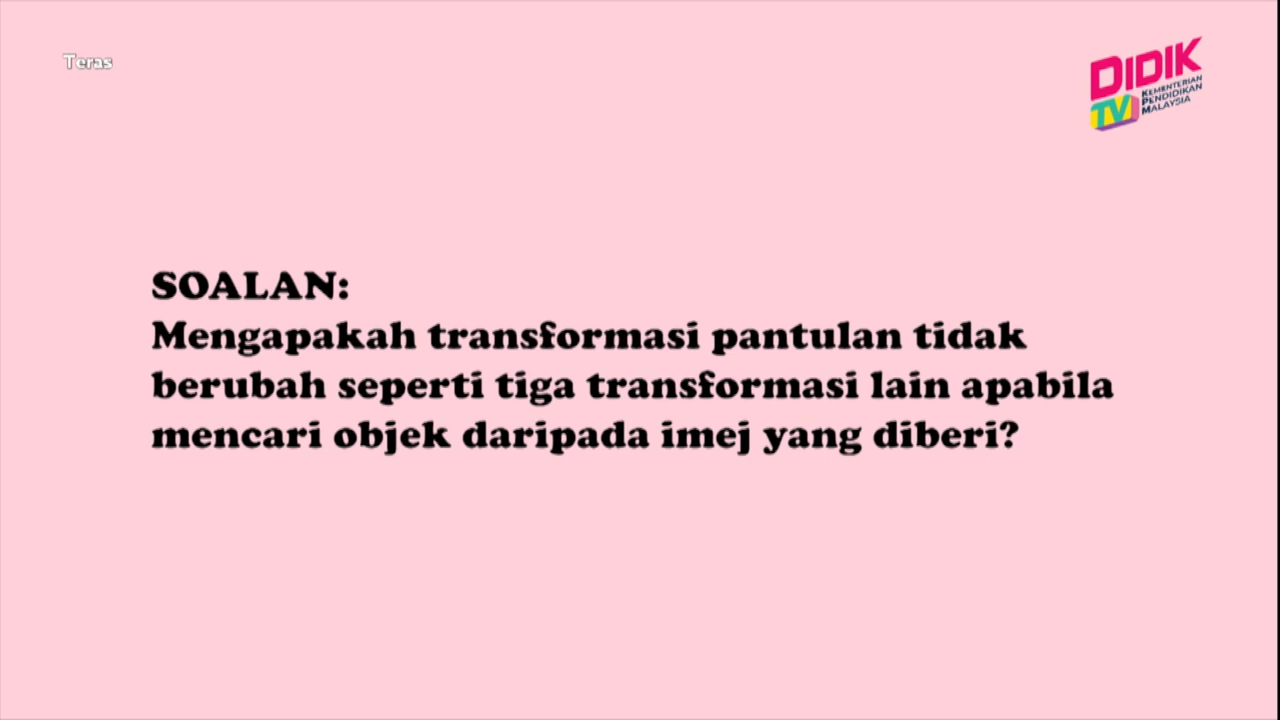 Teras
DIDIK
TV
KEMENTERIAN
PENDIDIKAN
MALAYSIA
SOALAN:
Mengapakah transformasi pantulan tidak
berubah seperti tiga transformasi lain apabila
mencari objek daripada imej yang diberi?